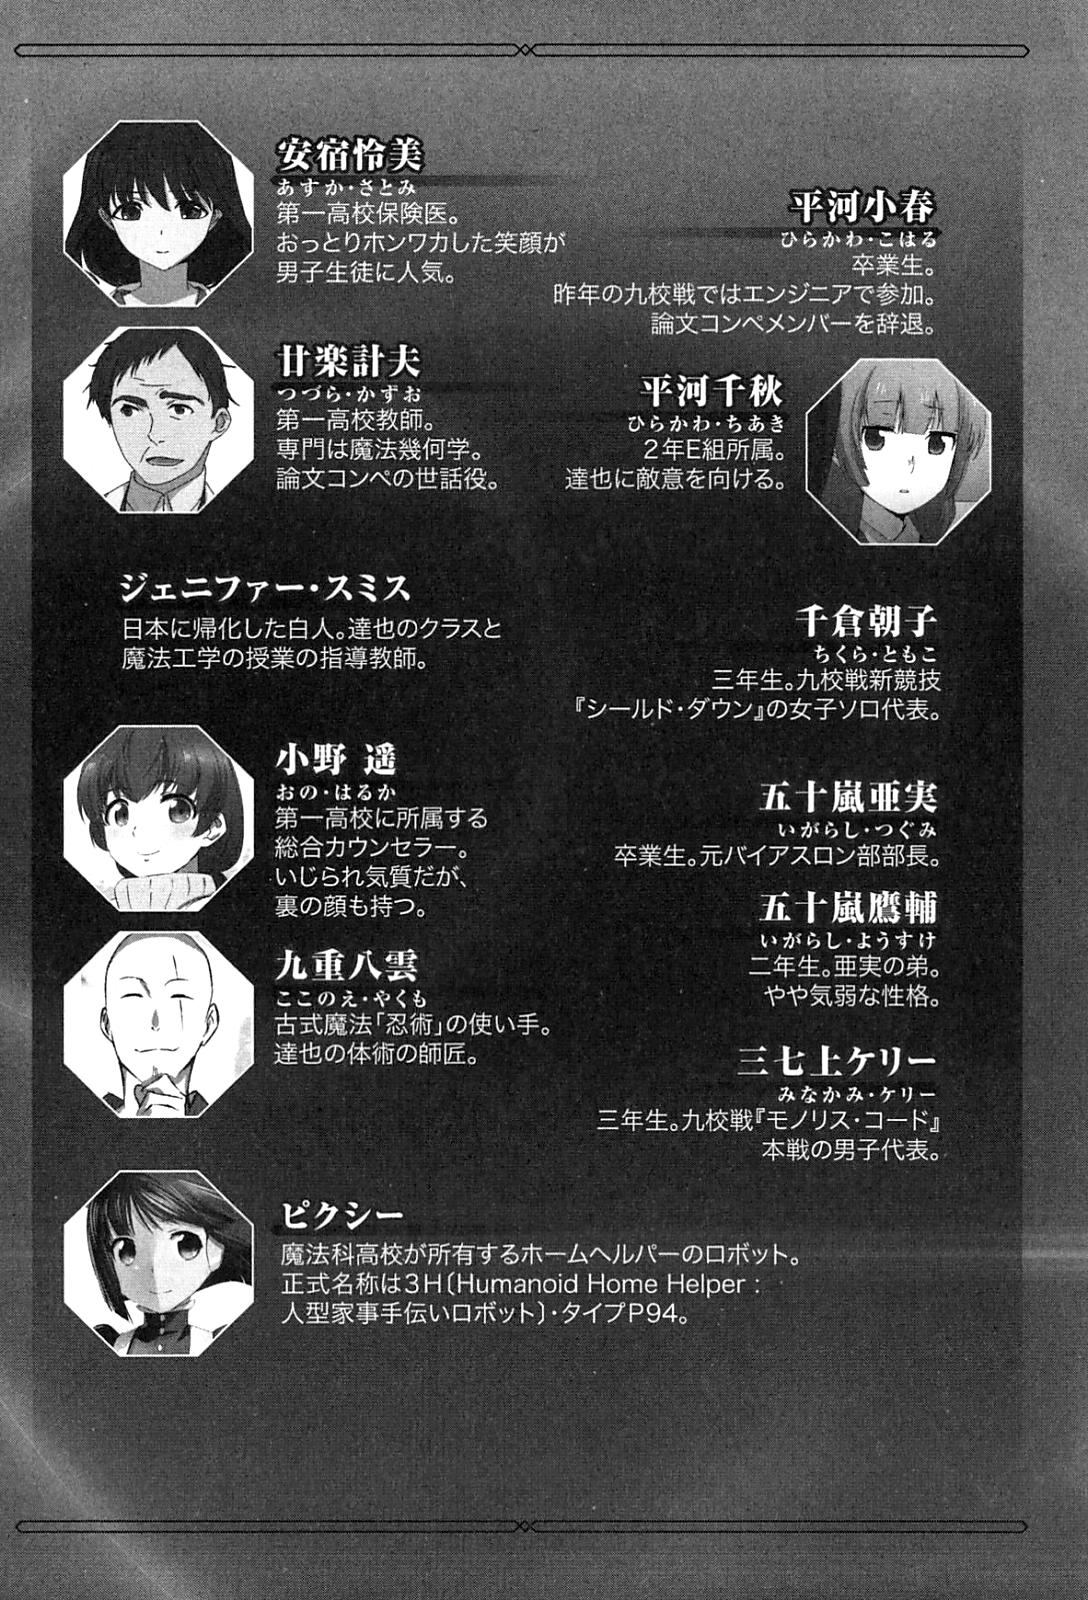 安宿怜美
あすか・さとみ
第一高校保険医。
おっとりホンワカした笑顔が
男子生徒に人気。
廿楽計夫
つづら・かずお
第一高校教師。
専門は魔法幾何学。
論文コンペの世話役。
ジェニファー・スミス
日本に帰化した白人。達也のクラスと
魔法工学の授業の指導教師。
小野 遥
おの・はるか
第一高校に所属する
総合カウンセラー。
いじられ気質だが、
裏の顔も持つ。
九重八雲
ここのえ・やくも
古式魔法「忍術」の使い手。
達也の体術の師匠。
ピクシー
魔法科高校が所有するホームヘルパーのロボット。
正式名称は3H(Humanoid Home Helper :
人型家事手伝いロボット)・タイプP94。
平河小春
ひらかわ・こはる
卒業生。
昨年の九校戦ではエンジニアで参加。
論文コンペメンバーを辞退。
平河千秋
ひらかわ・ちあき
2年E組所属。
達也に敵意を向ける。
千倉朝子
ちくら・ともこ
三年生。九校戦新競技
『シールド・ダウン』の女子ソロ代表。
五十嵐亜実
いがらし・つぐみ
卒業生。元バイアスロン部部長。
五十嵐鷹輔
いがらし・ようすけ
二年生。亜実の弟。
やや気弱な性格。
三七上ケリー
みなかみ・ケリー
三年生。九校戦『モノリス・コード』
本戦の男子代表。